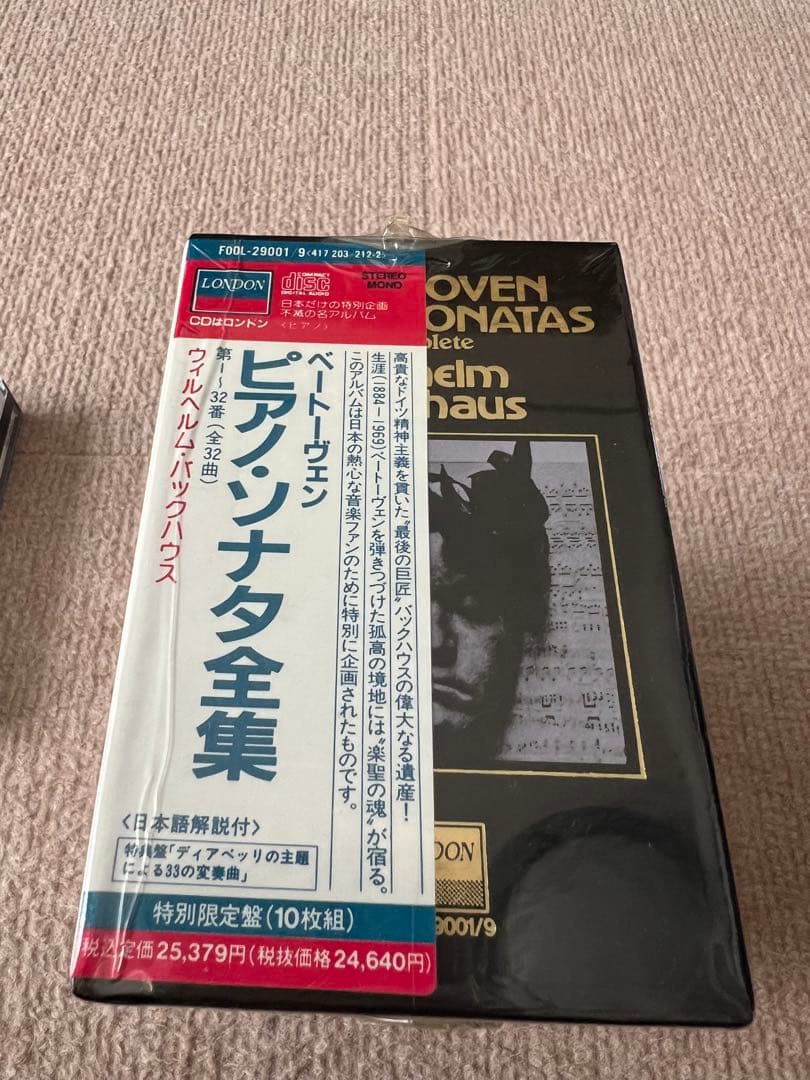 FOOL-29001/9<417 203-212-2>
LONDON
COMPACT
disc
DIGITAL AUDIO
STEREO
MONO
CDはロンドン
日本だけの特別企画
不滅の名アルバム
〈ピアノ〉
高貴なドイツ精神主義を貫いた“最後の巨匠”バックハウスの偉大なる遺産!
生涯(1884-1969)ベートーヴェンを弾きつづけた孤高の境地には“楽聖の魂”が宿る。
このアルバムは日本の熱心な音楽ファンのために特別に企画されたものです。
ベートーヴェン
ピアノ・ソナタ全集
第1〜32番(全32曲)
ウィルヘルム・バックハウス
〈日本語解説付〉
特典盤「ディアベッリの主題
による33の変奏曲」
特別限定盤(10枚組)
税込定価25,379円(税抜価格24,640円)
OVEN
ONATAS
plete
helm
haus
DON
9001/9